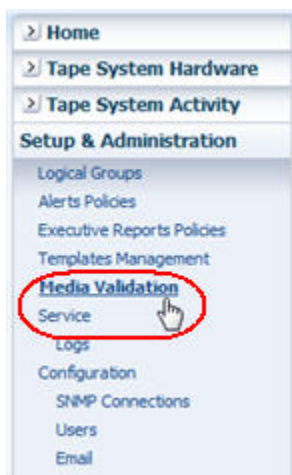 Home
Tape System Hardware
Tape System Activity
Setup & Administration
Logical Groups
Alerts Policies
Executive Reports Policies
Templates Management
Media Validation
Service
Logs
Configuration
SNMP Connections
Users
Email